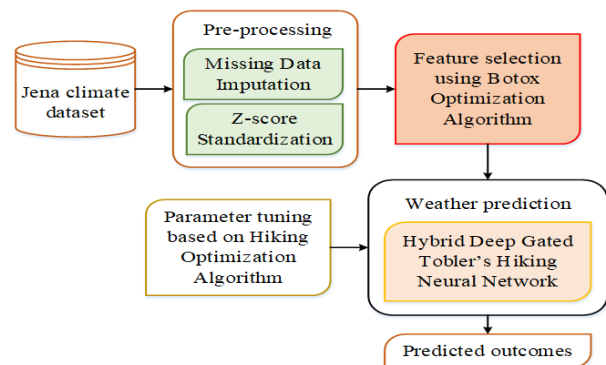 Jena climate
dataset
Pre-processing
Missing Data
Imputation
Z-score
Standardization
Feature selection
using Botox
Optimization
Algorithm
Parameter tuning
based on Hiking
Optimization
Algorithm
Weather prediction
Hybrid Deep Gated
Tobler's Hiking
Neural Network
Predicted outcomes